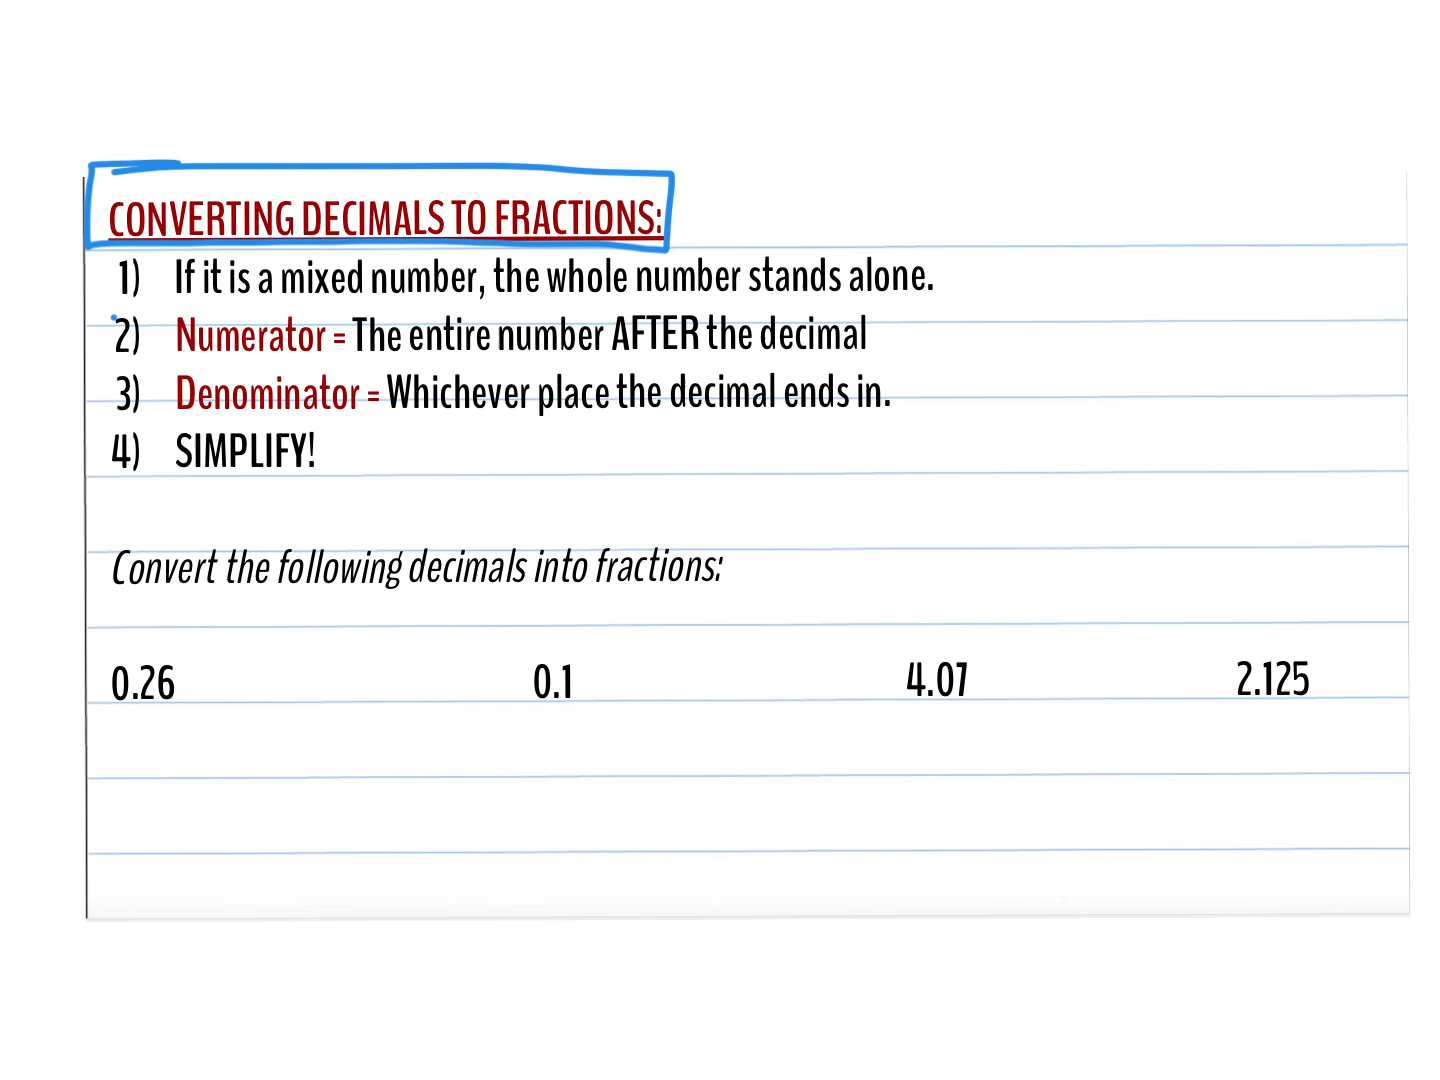 CONVERTING DECIMALS TO FRACTIONS:
1) If it is a mixed number, the whole number stands alone.
2) Numerator = The entire number AFTER the decimal
3) Denominator = Whichever place the decimal ends in.
4) SIMPLIFY!
Convert the following decimals into fractions:
0.26 0.1 4.07 2.125